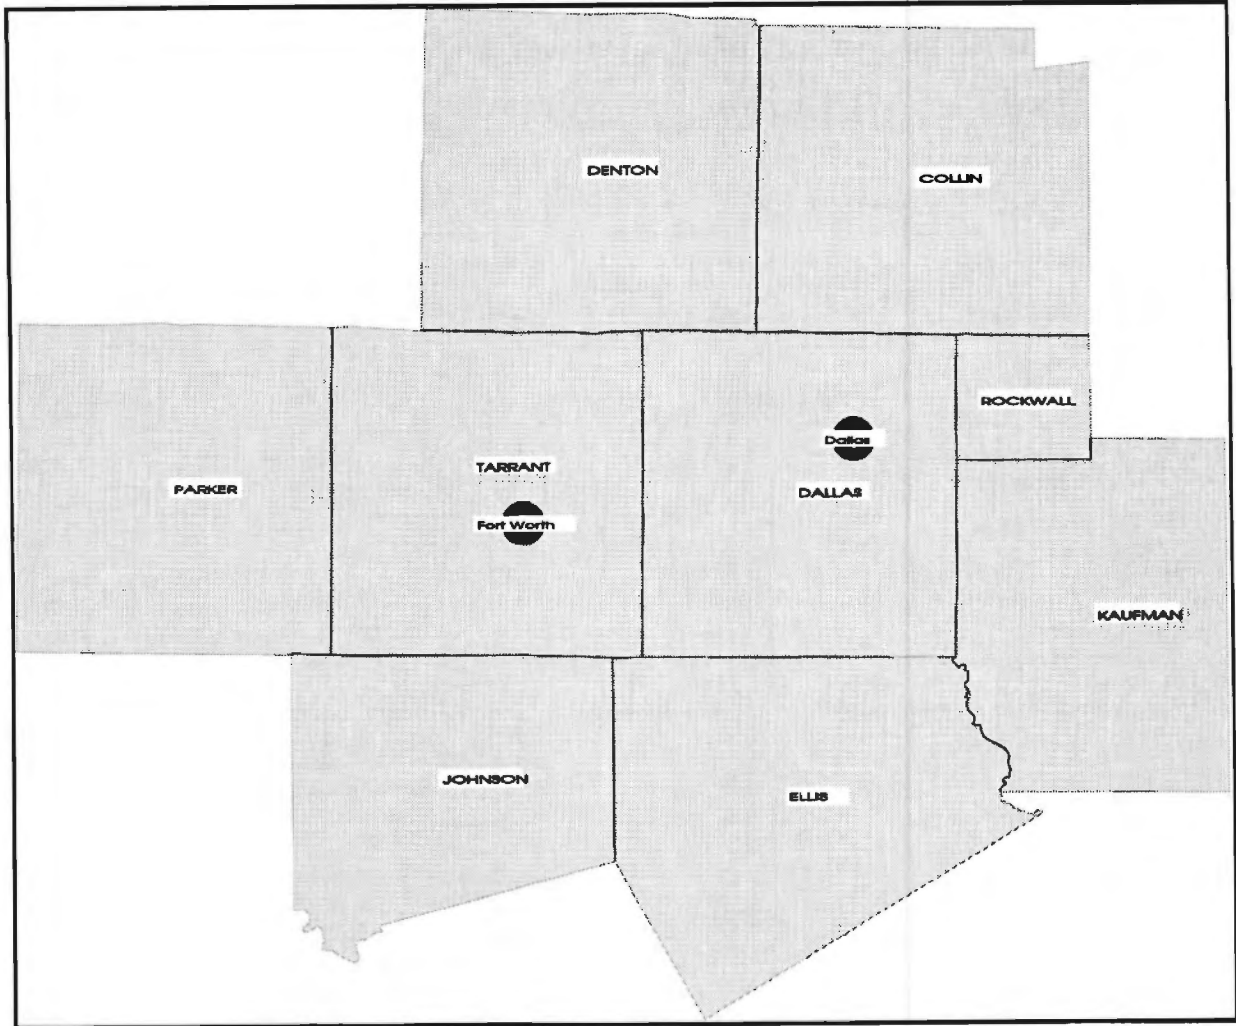 DENTON
COLLIN
ROCKWALL
Dallas
TARRANT
PARKER
DALLAS
Fort Worth
KAUFMAN
JOHNSON
ELLIS